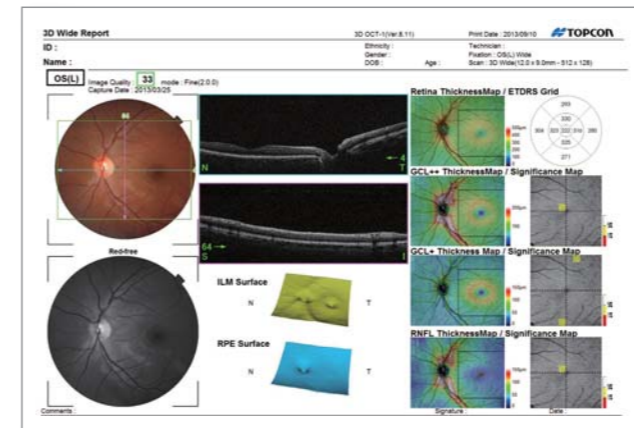 3D Wide Report
3D OCT-1(Ver.8.11)
Print Date : 2013/09/10
TOPCON
ID :
Ethnicity :
Technician :
Gender :
Fixation : OS(L) Wide
Name :
DOB :
Age :
Scan : 3D Wide(12.0 x 9.0mm - 512 x 128)
OS(L)
Image Quality : 33 mode : Fine(2.0.0)
Capture Date : 2013/03/25
N
T
4
64
S
I
Red-free
ILM Surface
N
T
RPE Surface
N
T
Retina ThicknessMap / ETDRS Grid
271
GCL++ ThicknessMap / Significance Map
GCL+ Thickness Map / Significance Map
RNFL ThicknessMap / Significance Map
Comments :
Signature :
Date :